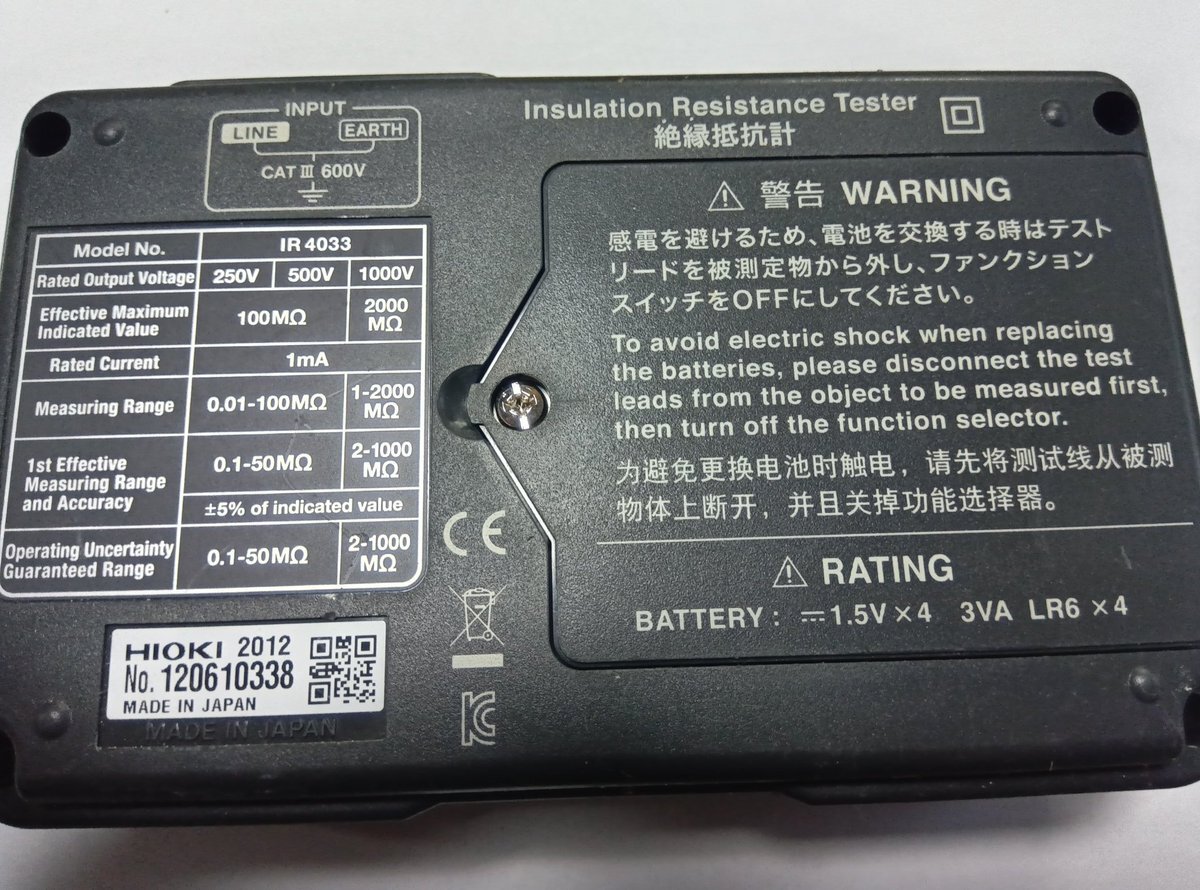 INPUT
LINE EARTH
CAT III 600V
Insulation Resistance Tester
絶縁抵抗計
Model No. IR 4033
Rated Output Voltage 250V 500V 1000V
Effective Maximum Indicated Value 100MΩ 2000 MΩ
Rated Current 1mA
Measuring Range 0.01-100MΩ 1-2000 MΩ
1st Effective Measuring Range and Accuracy 0.1-50MΩ 2-1000 MΩ
±5% of indicated value
Operating Uncertainty Guaranteed Range 0.1-50MΩ 2-1000 MΩ
HIOKI 2012
No. 120610338
MADE IN JAPAN
MADE IN JAPAN
CE
⚠ 警告 WARNING
感電を避けるため、電池を交換する時はテスト
リードを被測定物から外し、ファンクション
スイッチをOFFにしてください。
To avoid electric shock when replacing
the batteries, please disconnect the test
leads from the object to be measured first,
then turn off the function selector.
为避免更换电池时触电，请先将测试线从被测
物体上断开，并且关掉功能选择器。
⚠ RATING
BATTERY : ⎓1.5V×4 3VA LR6 ×4